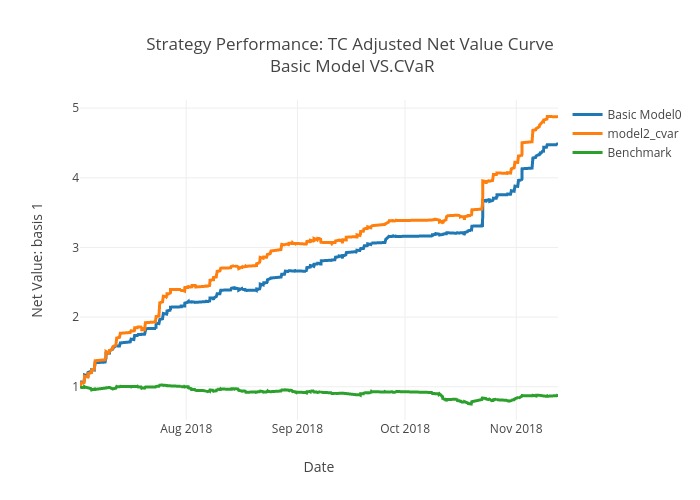 Strategy Performance: TC Adjusted Net Value Curve
Basic Model VS.CVaR
5
4
3
2
1
Net Value: basis 1
Aug 2018
Sep 2018
Oct 2018
Nov 2018
Date
Basic Model0
model2_cvar
Benchmark